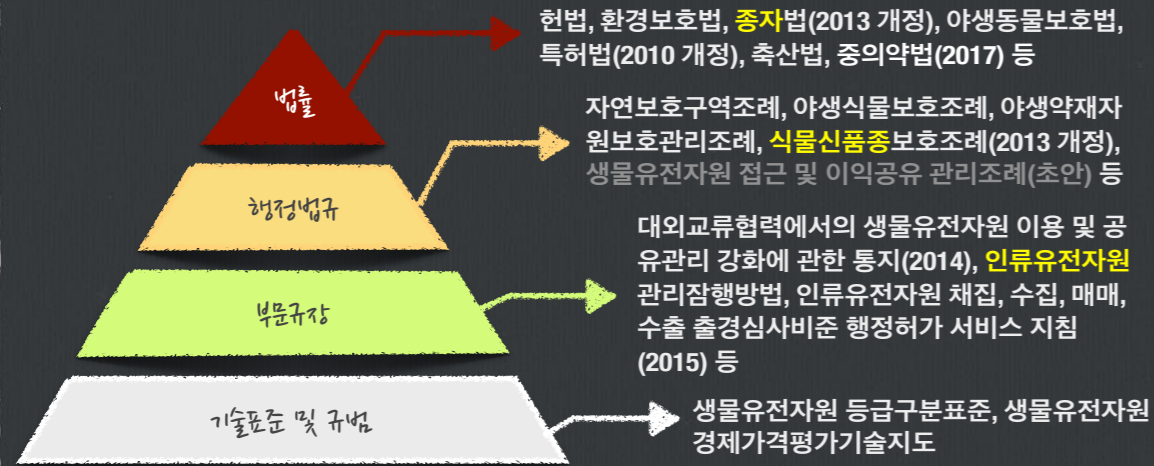 헌법, 환경보호법, 종자법(2013 개정), 야생동물보호법,
특허법(2010 개정), 축산법, 중의약법(2017) 등
법률
자연보호구역조례, 야생식물보호조례, 야생약재자
원보호관리조례, 식물신품종보호조례(2013 개정),
생물유전자원 접근 및 이익공유 관리조례(초안) 등
행정법규
대외교류협력에서의 생물유전자원 이용 및 공
유관리 강화에 관한 통지(2014), 인류유전자원
관리잠행방법, 인류유전자원 채집, 수집, 매매,
수출 출경심사비준 행정허가 서비스 지침
(2015) 등
부문규장
기술표준 및 규범
생물유전자원 등급구분표준, 생물유전자원
경제가격평가기술지도